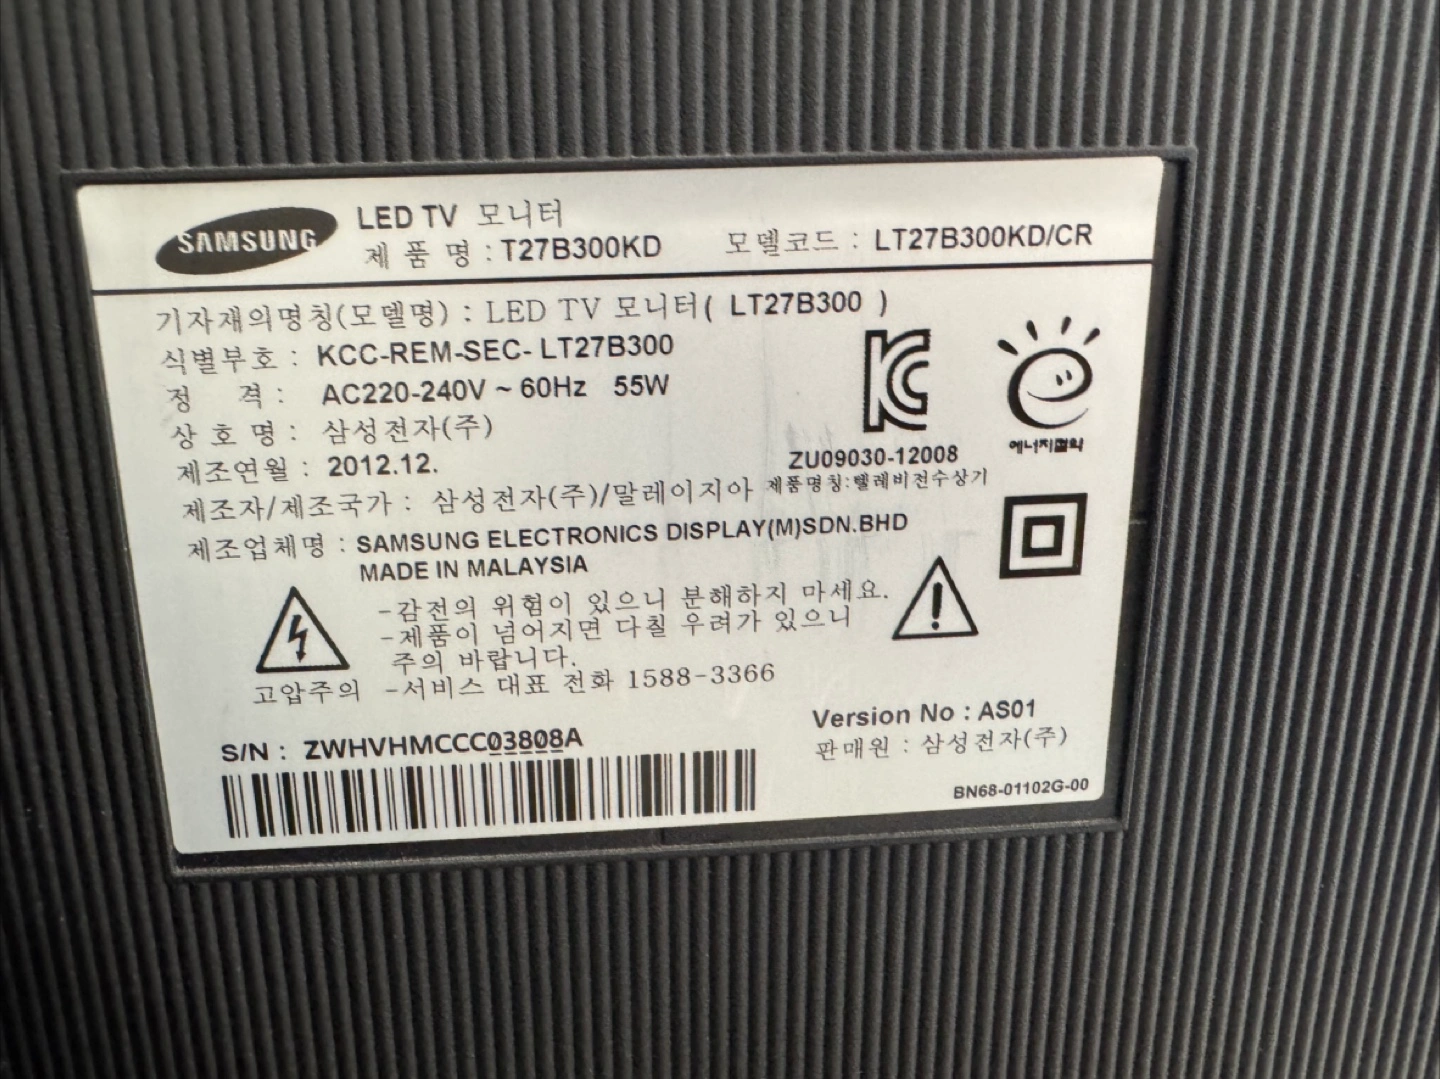 SAMSUNG
LED TV 모니터
제 품 명 : T27B300KD 모델코드 : LT27B300KD/CR
기자재의명칭(모델명) : LED TV 모니터( LT27B300 )
식별부호 : KCC-REM-SEC- LT27B300
정 격 : AC220-240V ~ 60Hz 55W
상 호 명 : 삼성전자(주)
제조연월 : 2012.12.
KC
에너지절약
ZU09030-12008
제품명칭:텔레비전수상기
제조자/제조국가 : 삼성전자(주)/말레이지아
제조업체명 : SAMSUNG ELECTRONICS DISPLAY(M)SDN.BHD
MADE IN MALAYSIA
-감전의 위험이 있으니 분해하지 마세요.
-제품이 넘어지면 다칠 우려가 있으니
주의 바랍니다.
고압주의 -서비스 대표 전화 1588-3366
S/N : ZWHVHMCCC03808A
Version No : AS01
판매원 : 삼성전자(주)
BN68-01102G-00